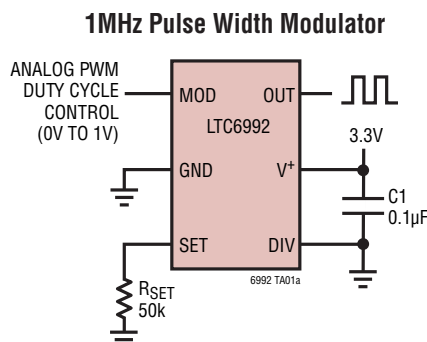 1MHz Pulse Width Modulator
ANALOG PWM
DUTY CYCLE
CONTROL
(0V TO 1V)
MOD
OUT
LTC6992
3.3V
GND
V+
C1
0.1µF
SET
DIV
6992 TA01a
RSET
50k